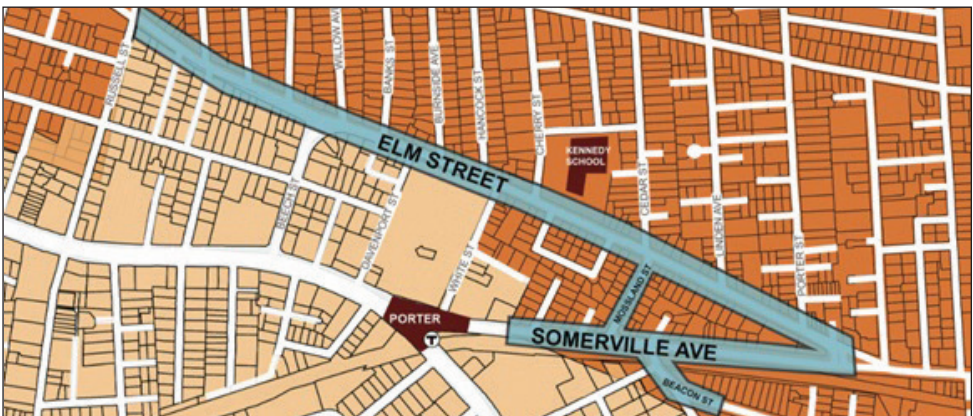 RUSSELL ST
WILLOW AV
BANKS ST
BURNSIDE AVE
HANCOCK ST
CHERRY ST
KENNEDY
SCHOOL
ELM STREET
CEDAR ST
LINDEN AVE
PORTER ST
BEECH ST
DAVENPORT ST
WHITE ST
MOSSLAND ST
PORTER
T
SOMERVILLE AVE
BEACON ST